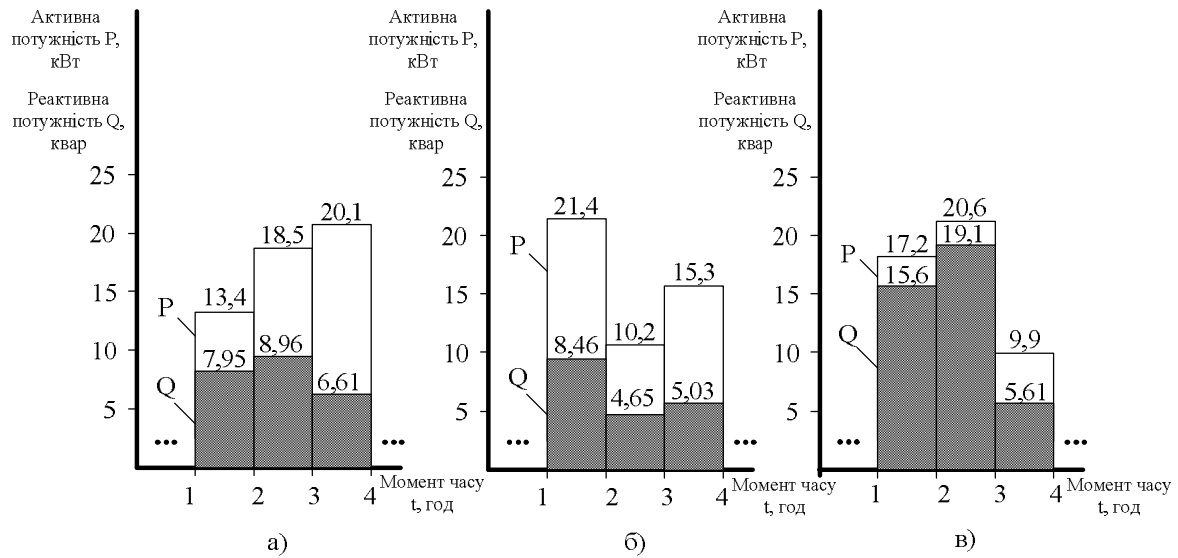 Активна
потужність P,
кВт
Реактивна
потужність Q,
квар
25
20
15
10
5
P
Q
13,4
7,95
18,5
8,96
20,1
6,61
...
...
1
2
3
4
Момент часу
t, год
а)
Активна
потужність P,
кВт
Реактивна
потужність Q,
квар
25
20
15
10
5
P
Q
21,4
8,46
10,2
4,65
15,3
5,03
...
...
1
2
3
4
Момент часу
t, год
б)
Активна
потужність P,
кВт
Реактивна
потужність Q,
квар
25
20
15
10
5
P
Q
17,2
15,6
20,6
19,1
9,9
5,61
...
...
1
2
3
4
Момент часу
t, год
в)